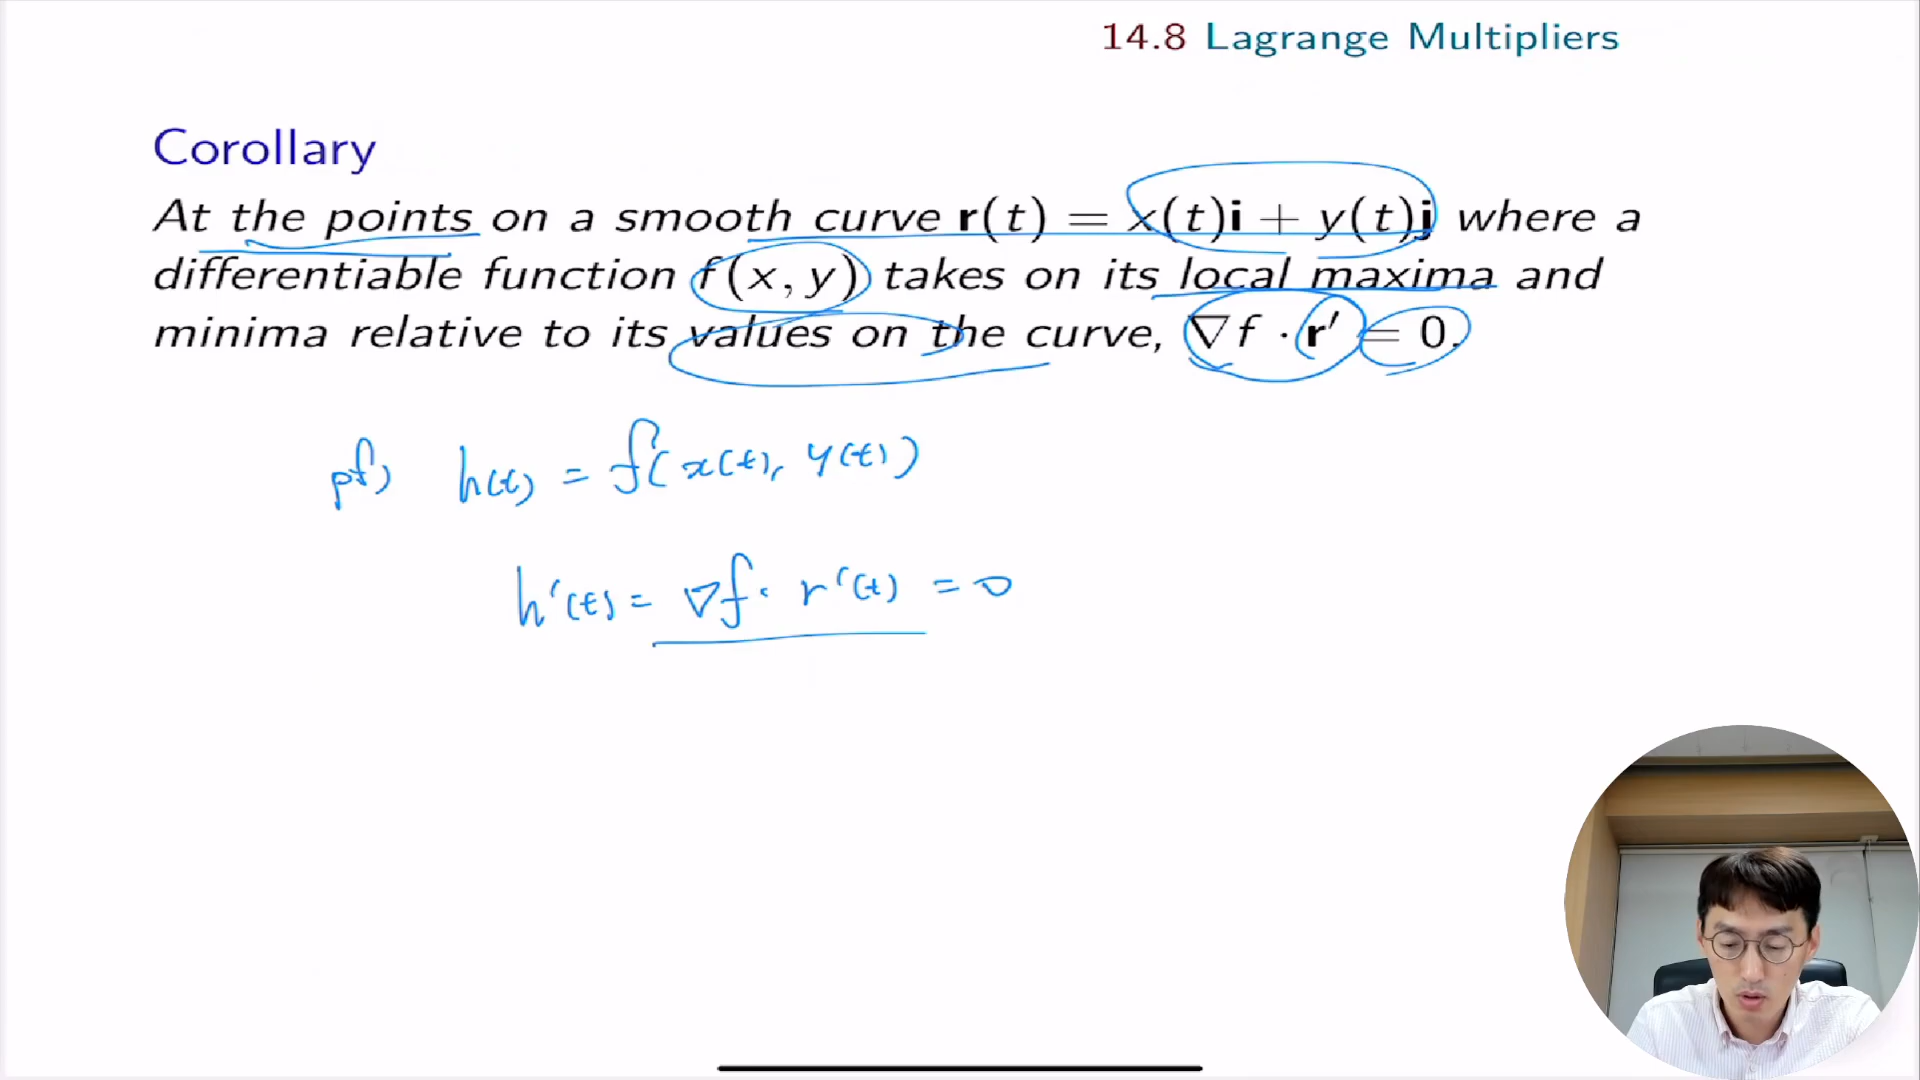 14.8 Lagrange Multipliers
Corollary
At the points on a smooth curve r(t) = x(t)i + y(t)j where a
differentiable function f(x, y) takes on its local maxima and
minima relative to its values on the curve, ∇f · r′ = 0.
pf) h(t) = f(x(t), y(t))
h'(t) = ∇f · r'(t) = 0